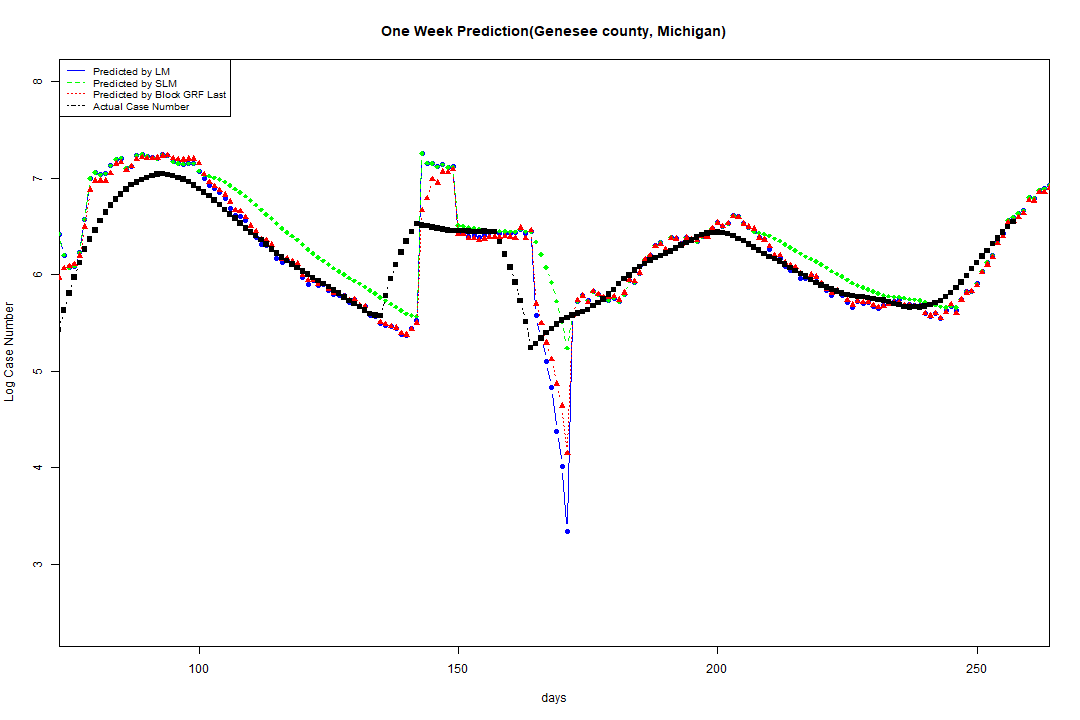 One Week Prediction(Genesee county, Michigan)
Predicted by LM
Predicted by SLM
Predicted by Block GRF Last
Actual Case Number
8
7
6
5
4
3
Log Case Number
100 150 200 250
days